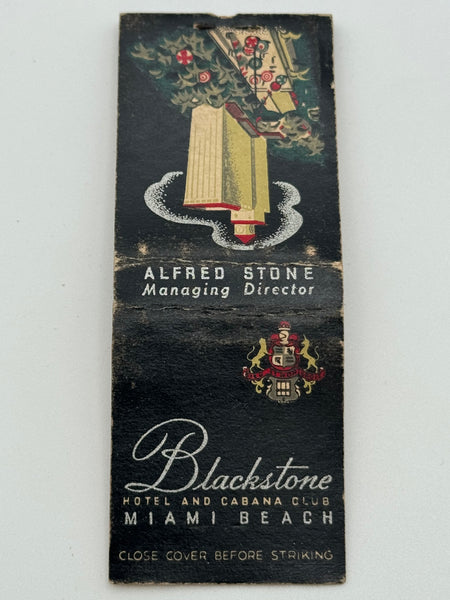 ALFRED STONE
Managing Director
Blackstone
HOTEL AND CABANA CLUB
MIAMI BEACH
CLOSE COVER BEFORE STRIKING